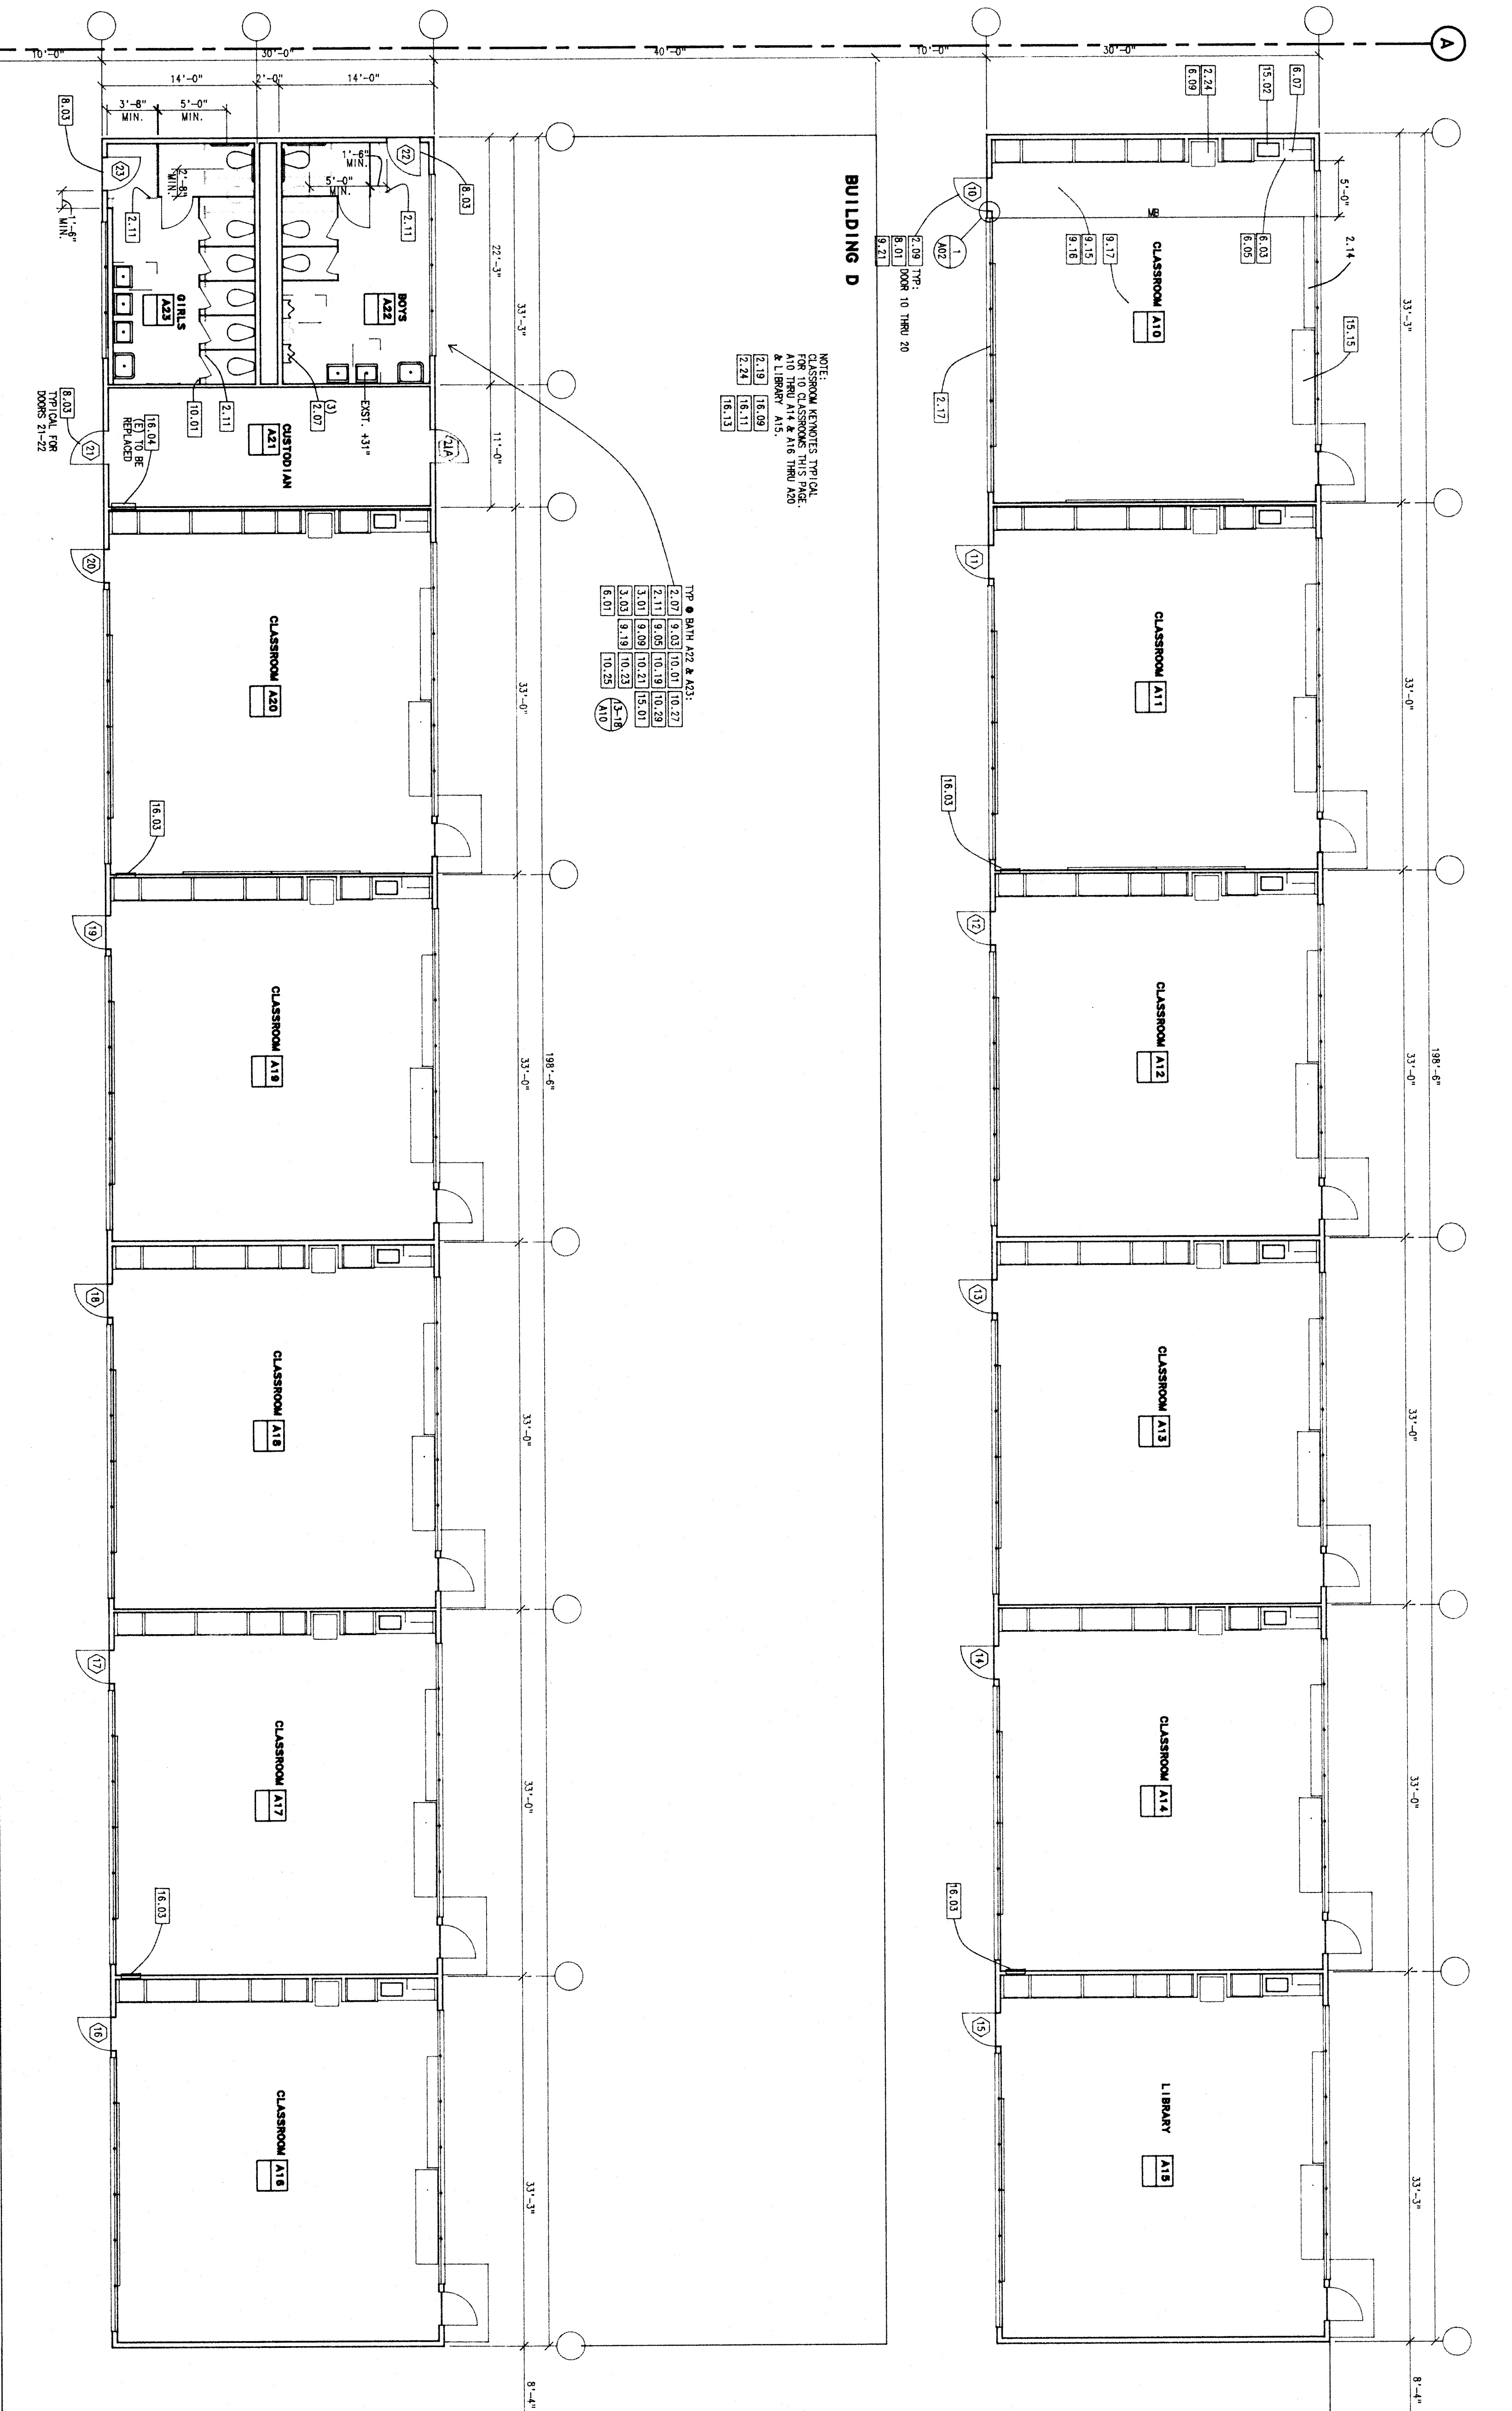 A
30'-0"
10'-0"
40'-0"
30'-0"
10'-0"
14'-0"
2'-0"
14'-0"
3'-8"
MIN.
5'-0"
MIN.
198'-6"
33'-3"
33'-0"
33'-0"
33'-0"
33'-0"
33'-3"
8'-4"
6.07
15.02
2.24
6.09
5'-0"
2.14
15.15
6.03
6.05
MB
9.17
9.15
9.16
2.17
CLASSROOM
A10
CLASSROOM
A11
CLASSROOM
A12
CLASSROOM
A13
CLASSROOM
A14
LIBRARY
A15
16.03
16.03
10
11
12
13
14
15
1
A02
2.09
8.01
9.21
TYP:
DOOR 10 THRU 20
BUILDING D
NOTE:
CLASSROOM KEYNOTES TYPICAL
FOR 10 CLASSROOMS THIS PAGE.
A10 THRU A14 & A16 THRU A20
& LIBRARY A15.
2.19 16.09
2.24 16.11
16.13
TYP @ BATH A22 & A23:
2.07 9.03 10.01 10.27
2.11 9.05 10.19 10.29
3.01 9.09 10.21 15.01
3.03 9.19 10.23
6.01 10.25
13-18
A10
198'-6"
33'-3"
33'-0"
33'-0"
33'-0"
33'-0"
33'-3"
8'-4"
22'-3"
11'-0"
8.03
22
2.11
1'-6"
MIN.
5'-0"
MIN.
BOYS
A22
21A
EXST. +31"
(3)
2.07
CUSTODIAN
A21
2.11
10.01
GIRLS
A23
2'-8"
MIN.
2.11
23
8.03
1'-6"
MIN.
16.04
(E) TO BE
REPLACED
21
8.03
TYPICAL FOR
DOORS 21-22
CLASSROOM
A20
CLASSROOM
A19
CLASSROOM
A18
CLASSROOM
A17
CLASSROOM
A16
16.03
16.03
20
19
18
17
16